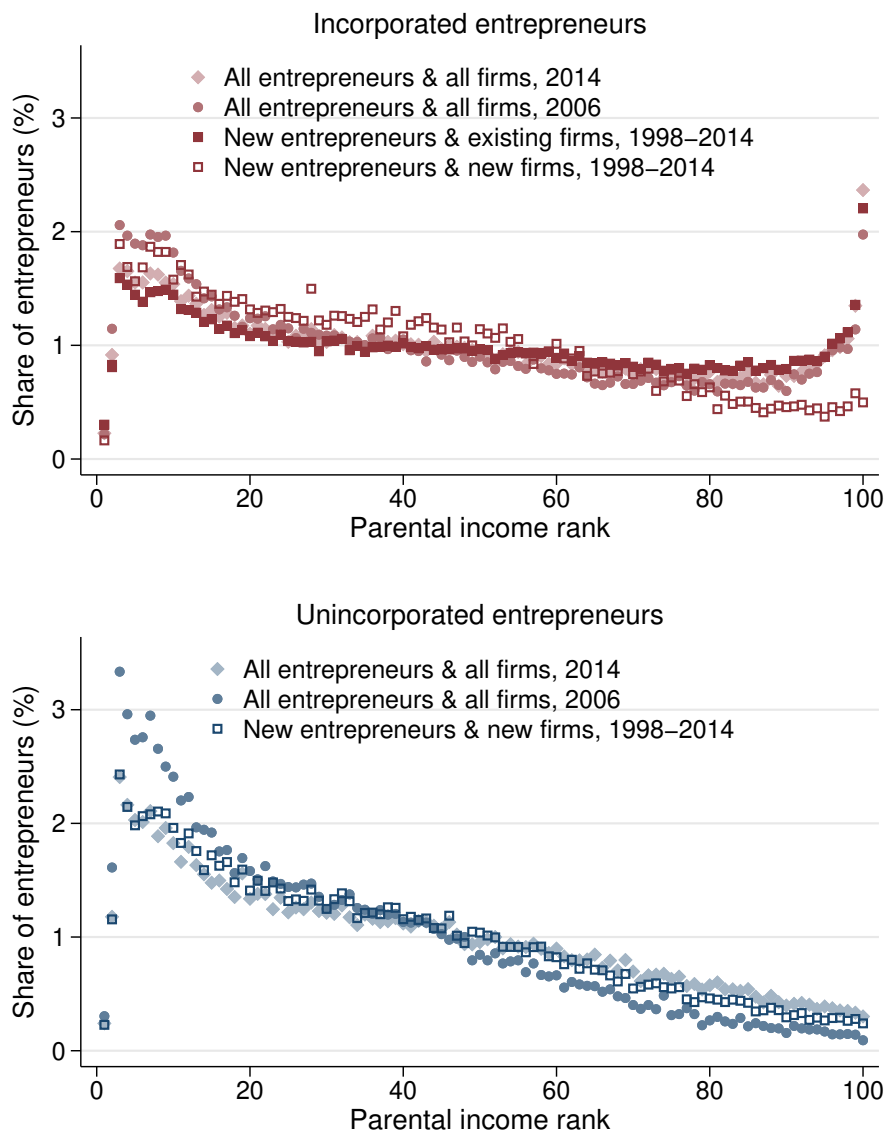 Incorporated entrepreneurs
All entrepreneurs & all firms, 2014
All entrepreneurs & all firms, 2006
New entrepreneurs & existing firms, 1998−2014
New entrepreneurs & new firms, 1998−2014
Share of entrepreneurs (%)
3
2
1
0
0 20 40 60 80 100
Parental income rank
Unincorporated entrepreneurs
All entrepreneurs & all firms, 2014
All entrepreneurs & all firms, 2006
New entrepreneurs & new firms, 1998−2014
Share of entrepreneurs (%)
3
2
1
0
0 20 40 60 80 100
Parental income rank